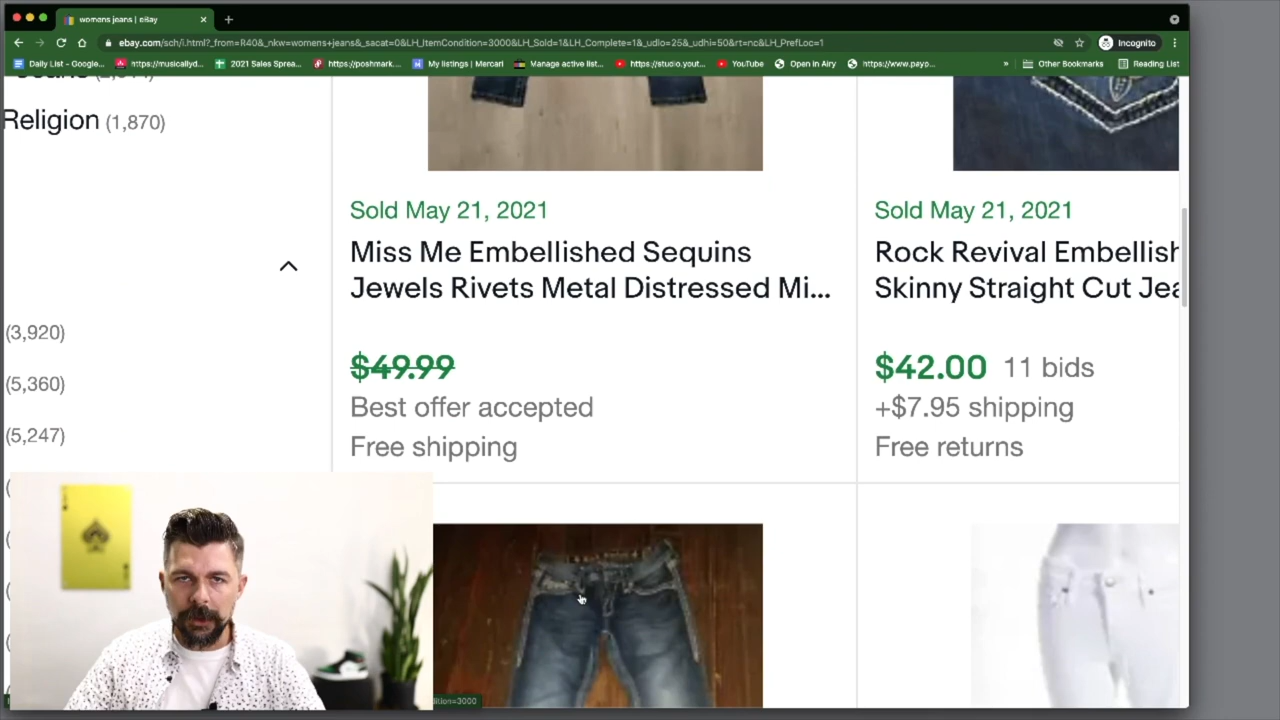 womens jeans | eBay
ebay.com/sch/i.html?_from=R40&_nkw=womens+jeans&_sacat=0&LH_ItemCondition=3000&LH_Sold=1&LH_Complete=1&_udlo=25&_udhi=50&rt=nc&LH_PrefLoc=1
Incognito
Daily List - Google...
https://musicallyd...
2021 Sales Sprea...
https://poshmark....
My listings | Mercari
Manage active list...
https://studio.yout...
YouTube
Open in Airy
https://www.payp...
»
Other Bookmarks
Reading List
Religion (1,870)
(3,920)
(5,360)
(5,247)
Sold May 21, 2021
Miss Me Embellished Sequins
Jewels Rivets Metal Distressed Mi...
$49.99
Best offer accepted
Free shipping
Sold May 21, 2021
Rock Revival Embellish
Skinny Straight Cut Jea
$42.00 11 bids
+$7.95 shipping
Free returns
dition=3000